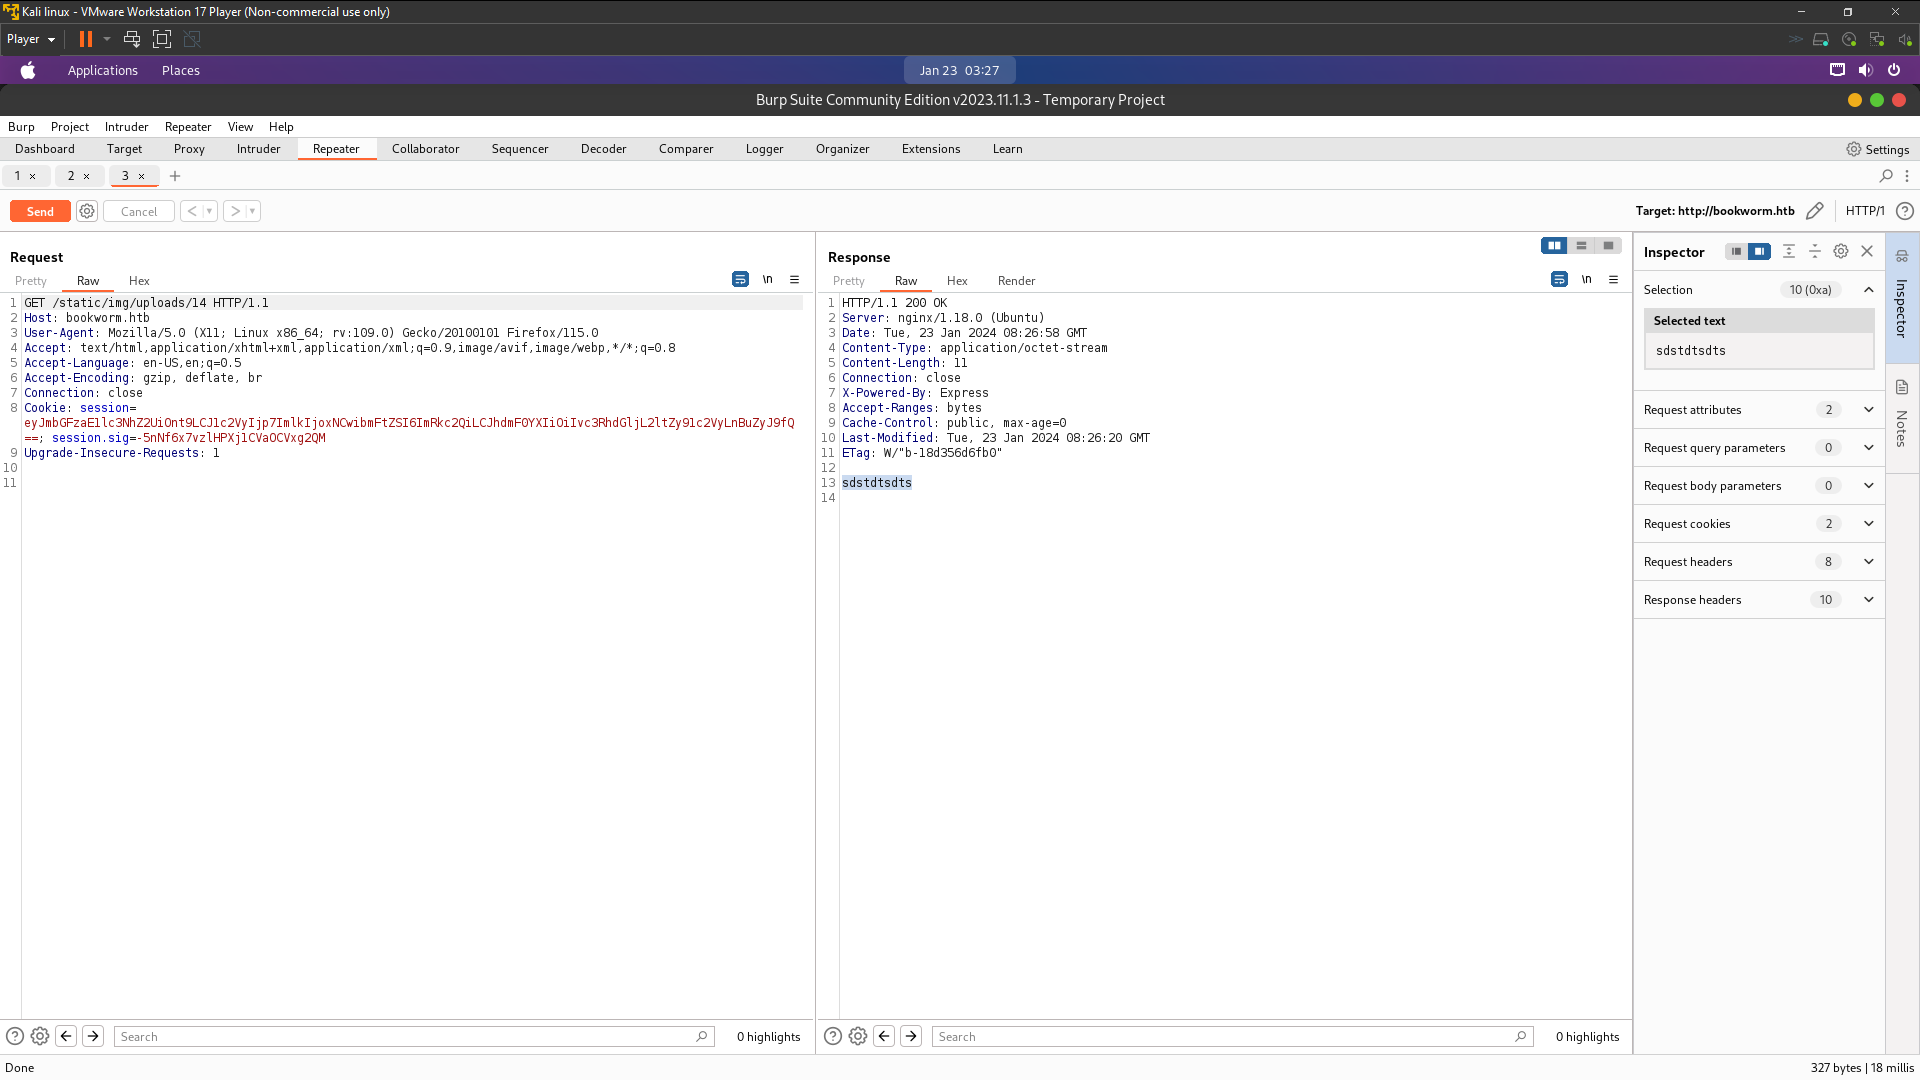 Kali linux - VMware Workstation 17 Player (Non-commercial use only)
Player
Applications Places Jan 23 03:27
Burp Suite Community Edition v2023.11.1.3 - Temporary Project
Burp Project Intruder Repeater View Help
Dashboard Target Proxy Intruder Repeater Collaborator Sequencer Decoder Comparer Logger Organizer Extensions Learn Settings
1 × 2 × 3 × +
Send Cancel < > Target: http://bookworm.htb HTTP/1 ?
Request
Pretty Raw Hex \n
1 GET /static/img/uploads/14 HTTP/1.1
2 Host: bookworm.htb
3 User-Agent: Mozilla/5.0 (X11; Linux x86_64; rv:109.0) Gecko/20100101 Firefox/115.0
4 Accept: text/html,application/xhtml+xml,application/xml;q=0.9,image/avif,image/webp,*/*;q=0.8
5 Accept-Language: en-US,en;q=0.5
6 Accept-Encoding: gzip, deflate, br
7 Connection: close
8 Cookie: session=
eyJmbGFzaE1lc3NhZ2UiOnt9LCJ1c2VyIjp7ImlkIjoxNCwibmFtZSI6ImRkc2QiLCJhdmF0YXIiOiIvc3RhdGljL2ltZy91c2VyLnBuZyJ9fQ
==; session.sig=-5nNf6x7vzlHPXj1CVaOCVxg2QM
9 Upgrade-Insecure-Requests: 1
10
11
Search 0 highlights
Response
Pretty Raw Hex Render \n
1 HTTP/1.1 200 OK
2 Server: nginx/1.18.0 (Ubuntu)
3 Date: Tue, 23 Jan 2024 08:26:58 GMT
4 Content-Type: application/octet-stream
5 Content-Length: 11
6 Connection: close
7 X-Powered-By: Express
8 Accept-Ranges: bytes
9 Cache-Control: public, max-age=0
10 Last-Modified: Tue, 23 Jan 2024 08:26:20 GMT
11 ETag: W/"b-18d356d6fb0"
12
13 sdstdtsdts
14
Search 0 highlights
Inspector
Selection 10 (0xa)
Selected text
sdstdtsdts
Request attributes 2
Request query parameters 0
Request body parameters 0
Request cookies 2
Request headers 8
Response headers 10
Inspector
Notes
Done 327 bytes | 18 millis